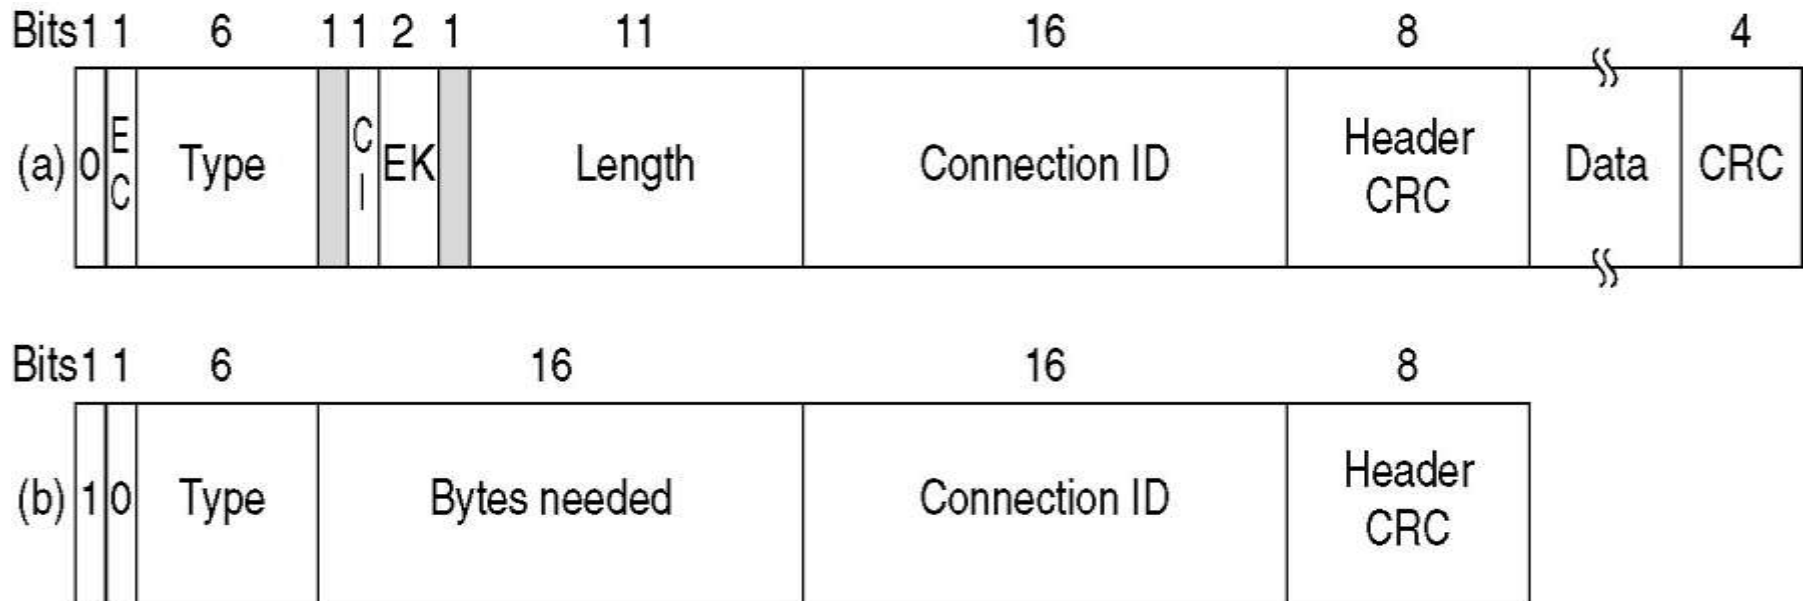 Bits 1 1 6 1 1 2 1 11 16 8 4
(a) 0 EC Type CI EK Length Connection ID Header CRC Data CRC
Bits 1 1 6 16 16 8
(b) 1 0 Type Bytes needed Connection ID Header CRC